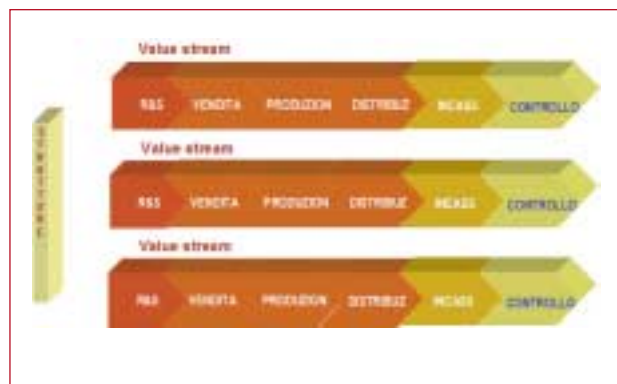 Value stream
R&S VENDITA PRODUZION DISTRIBUZ INCASS CONTROLLO
Value stream
R&S VENDITA PRODUZION DISTRIBUZ INCASS CONTROLLO
Value stream
R&S VENDITA PRODUZION DISTRIBUZ INCASS CONTROLLO